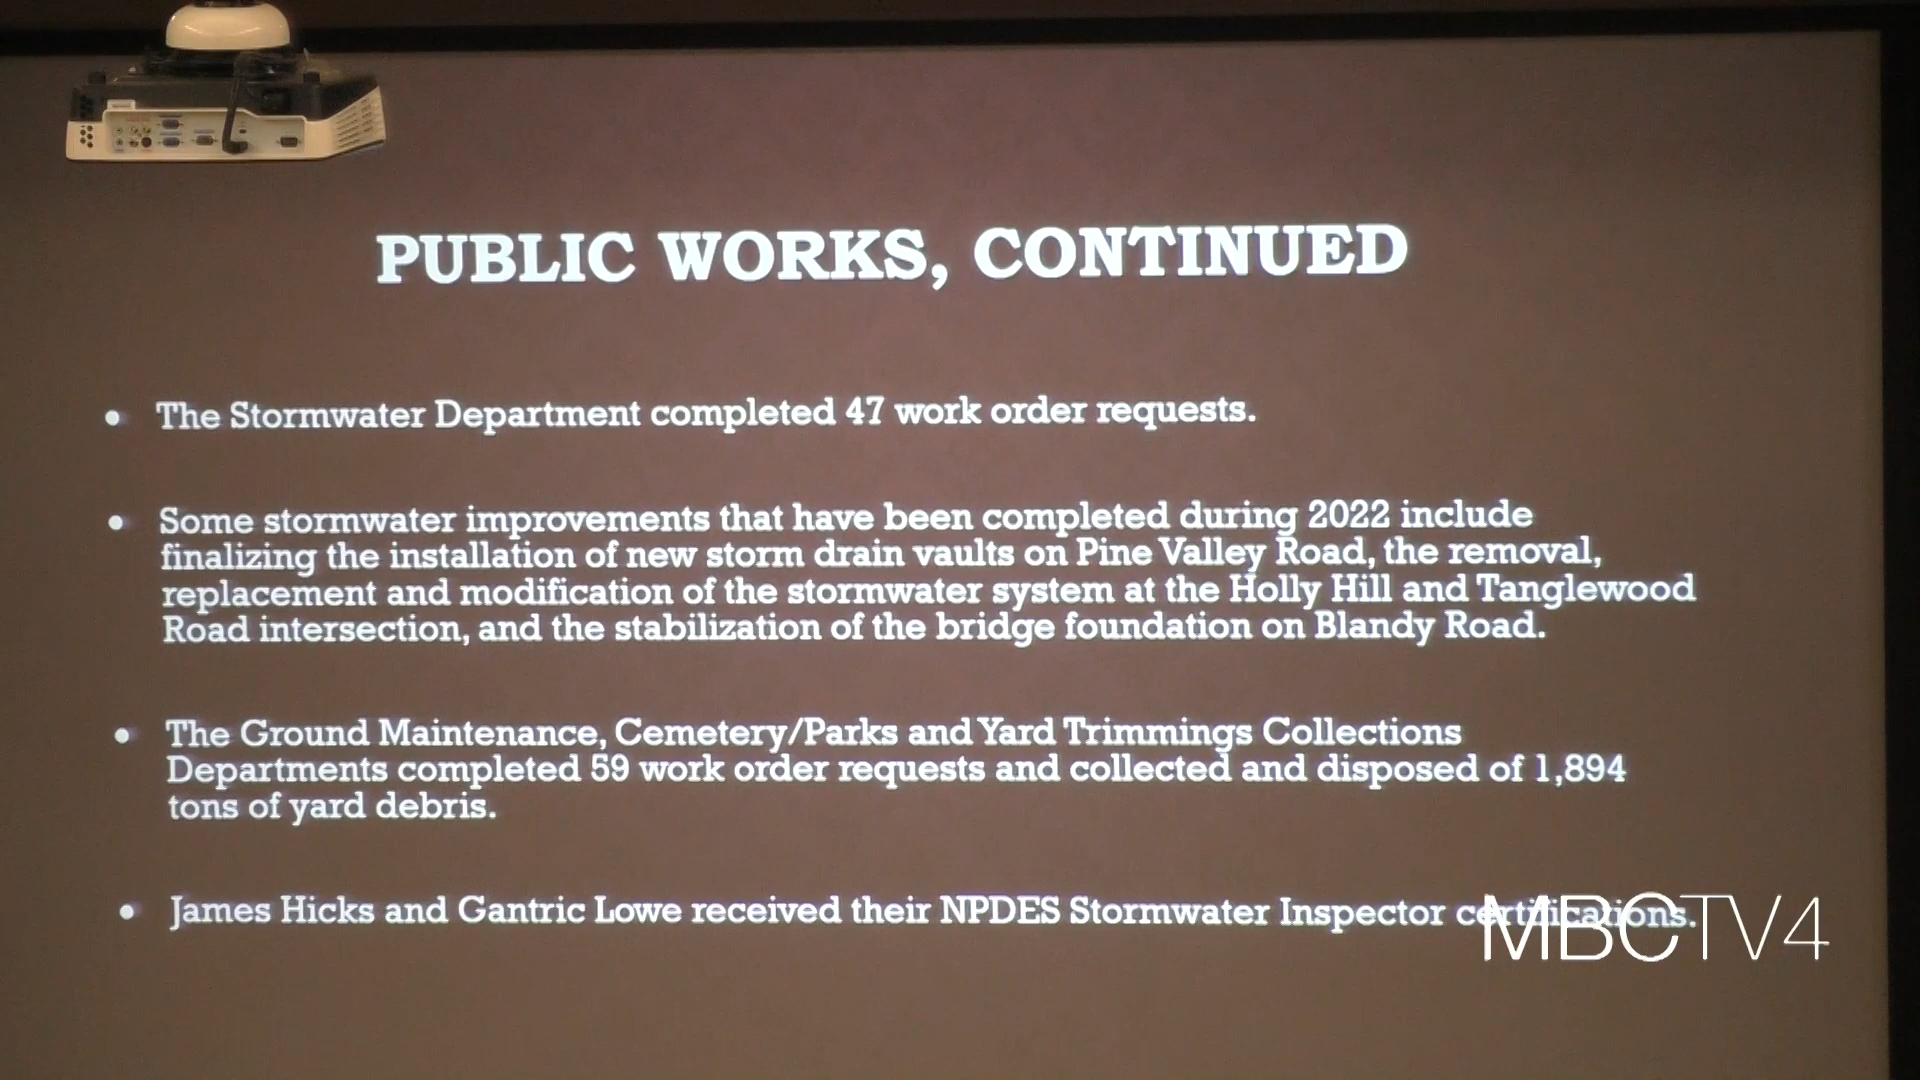 PUBLIC WORKS, CONTINUED
• The Stormwater Department completed 47 work order requests.
• Some stormwater improvements that have been completed during 2022 include
finalizing the installation of new storm drain vaults on Pine Valley Road, the removal,
replacement and modification of the stormwater system at the Holly Hill and Tanglewood
Road intersection, and the stabilization of the bridge foundation on Blandy Road.
• The Ground Maintenance, Cemetery/Parks and Yard Trimmings Collections
Departments completed 59 work order requests and collected and disposed of 1,894
tons of yard debris.
• James Hicks and Gantric Lowe received their NPDES Stormwater Inspector certifications.
MBCTV4